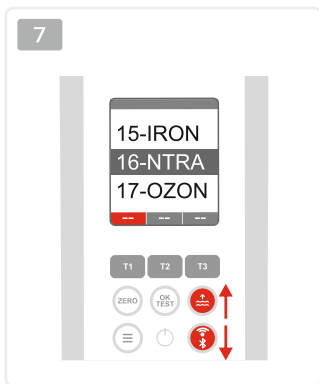 7
15-IRON
16-NTRA
17-OZON
-- -- --
T1 T2 T3
ZERO OK TEST